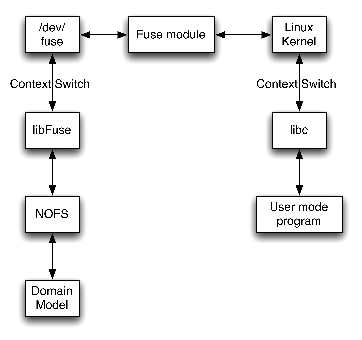 /dev/
fuse
Fuse module
Linux
Kernel
Context Switch
Context Switch
libFuse
libc
NOFS
User mode
program
Domain
Model